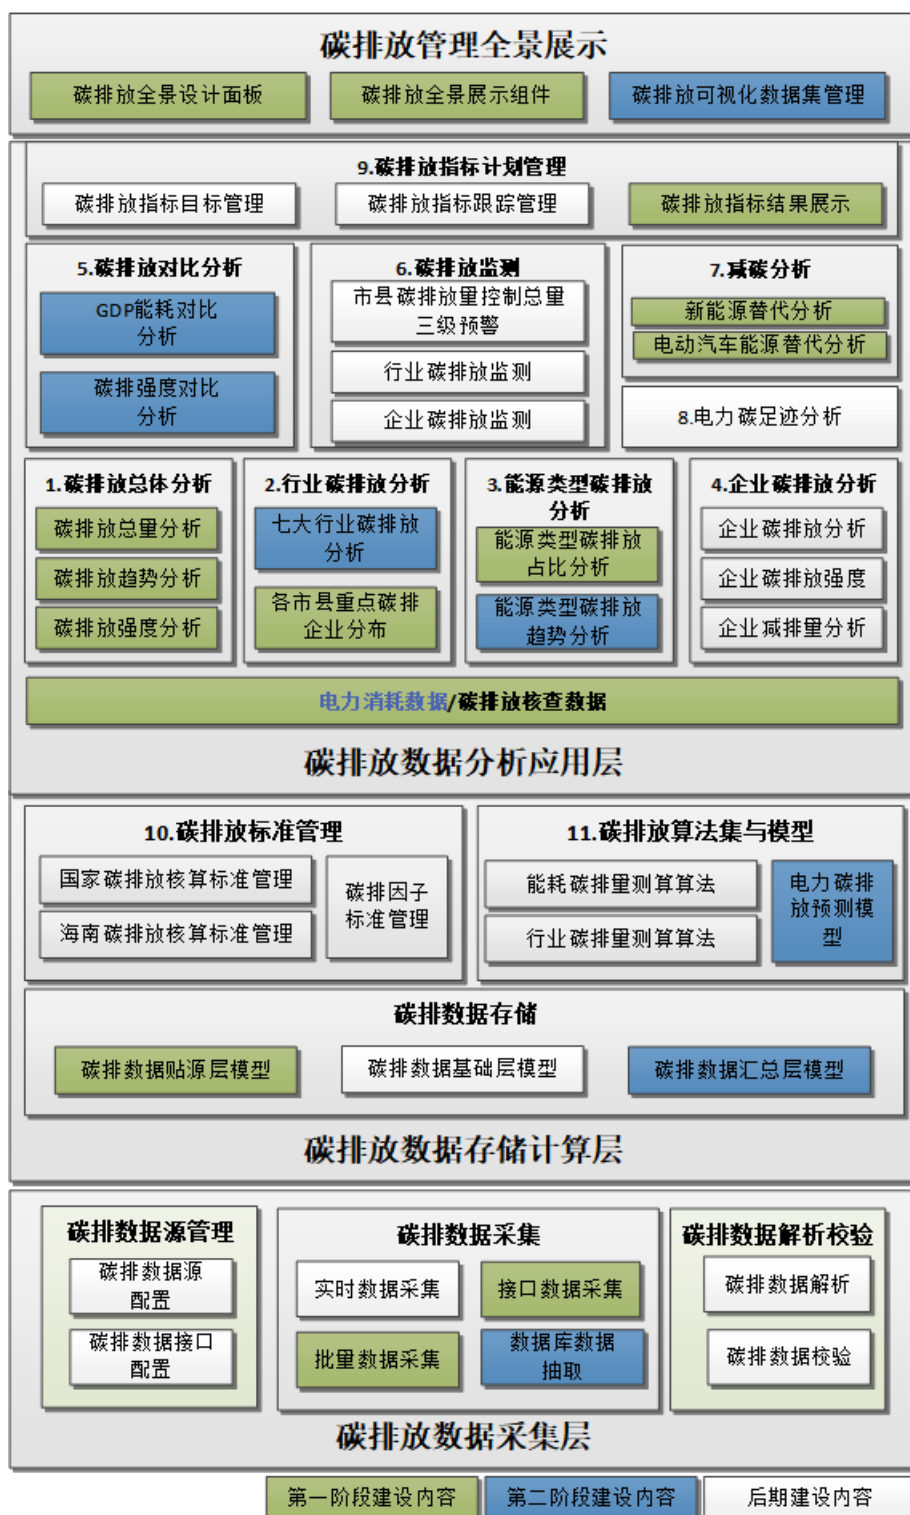 碳排放管理全景展示
碳排放全景设计面板
碳排放全景展示组件
碳排放可视化数据集管理
9.碳排放指标计划管理
碳排放指标目标管理
碳排放指标跟踪管理
碳排放指标结果展示
5.碳排放对比分析
GDP能耗对比
分析
碳排强度对比
分析
6.碳排放监测
市县碳排放量控制总量
三级预警
行业碳排放监测
企业碳排放监测
7.减碳分析
新能源替代分析
电动汽车能源替代分析
8.电力碳足迹分析
1.碳排放总体分析
碳排放总量分析
碳排放趋势分析
碳排放强度分析
2.行业碳排放分析
七大行业碳排放
分析
各市县重点碳排
企业分布
3.能源类型碳排放
分析
能源类型碳排放
占比分析
能源类型碳排放
趋势分析
4.企业碳排放分析
企业碳排放分析
企业碳排放强度
企业减排量分析
电力消耗数据/碳排放核查数据
碳排放数据分析应用层
10.碳排放标准管理
国家碳排放核算标准管理
海南碳排放核算标准管理
碳排因子
标准管理
11.碳排放算法集与模型
能耗碳排量测算算法
行业碳排量测算算法
电力碳排
放预测模
型
碳排数据存储
碳排数据贴源层模型
碳排数据基础层模型
碳排数据汇总层模型
碳排放数据存储计算层
碳排数据源管理
碳排数据源
配置
碳排数据接口
配置
碳排数据采集
实时数据采集
接口数据采集
批量数据采集
数据库数据
抽取
碳排数据解析校验
碳排数据解析
碳排数据校验
碳排放数据采集层
第一阶段建设内容
第二阶段建设内容
后期建设内容